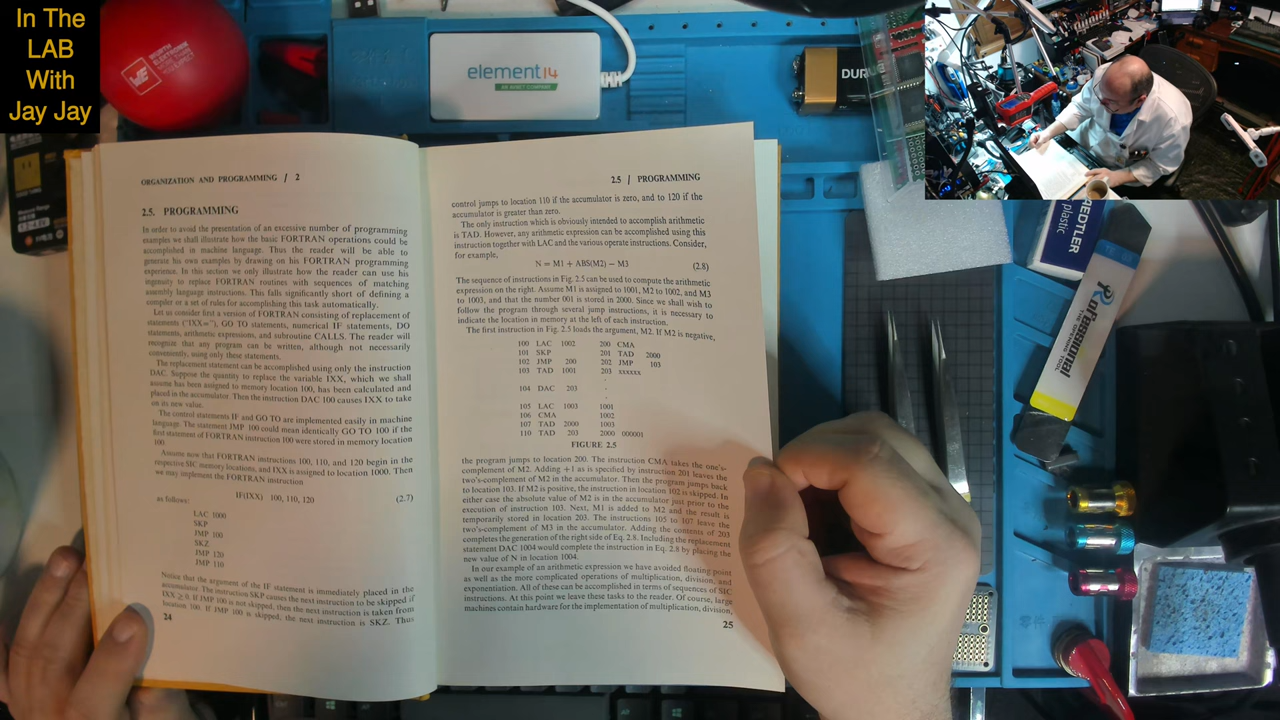 In The
LAB
With
Jay Jay
element14
AN AVNET COMPANY
DUR
AEDTLER
plastic
Professional
THE OPENING TOOL
ORGANIZATION AND PROGRAMMING / 2
2.5. PROGRAMMING
In order to avoid the presentation of an excessive number of programming
examples we shall illustrate how the basic FORTRAN operations could be
accomplished in machine language. Thus the reader will be able to
generate his own examples by drawing on his FORTRAN programming
experience. In this section we only illustrate how the reader can use his
ingenuity to replace FORTRAN routines with sequences of matching
assembly language instructions. This falls significantly short of defining a
compiler or a set of rules for accomplishing this task automatically.
Let us consider first a version of FORTRAN consisting of replacement of
statements ("IXX="), GO TO statements, numerical IF statements, DO
statements, arithmetic expressions, and subroutine CALLS. The reader will
recognize that any program can be written, although not necessarily
conveniently, using only these statements.
The replacement statement can be accomplished using only the instruction
DAC. Suppose the quantity to replace the variable IXX, which we shall
assume has been assigned to memory location 100, has been calculated and
placed in the accumulator. Then the instruction DAC 100 causes IXX to take
on its new value.
The control statements IF and GO TO are implemented easily in machine
language. The statement JMP 100 could mean identically GO TO 100 if the
first statement of FORTRAN instruction 100 were stored in memory location
100.
Assume now that FORTRAN instructions 100, 110, and 120 begin in the
respective SIC memory locations, and IXX is assigned to location 1000. Then
we may implement the FORTRAN instruction
IF(IXX) 100, 110, 120 (2.7)
as follows:
LAC 1000
SKP
JMP 100
SKZ
JMP 120
JMP 110
Notice that the argument of the IF statement is immediately placed in the
accumulator. The instruction SKP causes the next instruction to be skipped if
IXX ≥ 0. If JMP 100 is not skipped, then the next instruction is taken from
location 100. If JMP 100 is skipped, the next instruction is SKZ. Thus
24
2.5 / PROGRAMMING
control jumps to location 110 if the accumulator is zero, and to 120 if the
accumulator is greater than zero.
The only instruction which is obviously intended to accomplish arithmetic
is TAD. However, any arithmetic expression can be accomplished using this
instruction together with LAC and the various operate instructions. Consider,
for example,
N = M1 + ABS(M2) − M3 (2.8)
The sequence of instructions in Fig. 2.5 can be used to compute the arithmetic
expression on the right. Assume M1 is assigned to 1001, M2 to 1002, and M3
to 1003, and that the number 001 is stored in 2000. Since we shall wish to
follow the program through several jump instructions, it is necessary to
indicate the location in memory at the left of each instruction.
The first instruction in Fig. 2.5 loads the argument, M2. If M2 is negative,
100 LAC 1002 200 CMA
101 SKP 201 TAD 2000
102 JMP 200 202 JMP 103
103 TAD 1001 203 xxxxxx
104 DAC 203 .
105 LAC 1003 1001
106 CMA 1002
107 TAD 2000 1003
110 TAD 203 2000 000001
FIGURE 2.5
the program jumps to location 200. The instruction CMA takes the one's-
complement of M2. Adding +1 as is specified by instruction 201 leaves the
two's-complement of M2 in the accumulator. Then the program jumps back
to location 103. If M2 is positive, the instruction in location 102 is skipped. In
either case the absolute value of M2 is in the accumulator just prior to the
execution of instruction 103. Next, M1 is added to M2 and the result is
temporarily stored in location 203. The instructions 105 to 107 leave the
two's-complement of M3 in the accumulator. Adding the contents of 203
completes the generation of the right side of Eq. 2.8. Including the replacement
statement DAC 1004 would complete the instruction in Eq. 2.8 by placing the
new value of N in location 1004.
In our example of an arithmetic expression we have avoided floating point
as well as the more complicated operations of multiplication, division, and
exponentiation. All of these can be accomplished in terms of sequences of SIC
instructions. At this point we leave these tasks to the reader. Of course, large
machines contain hardware for the implementation of multiplication, division,
25